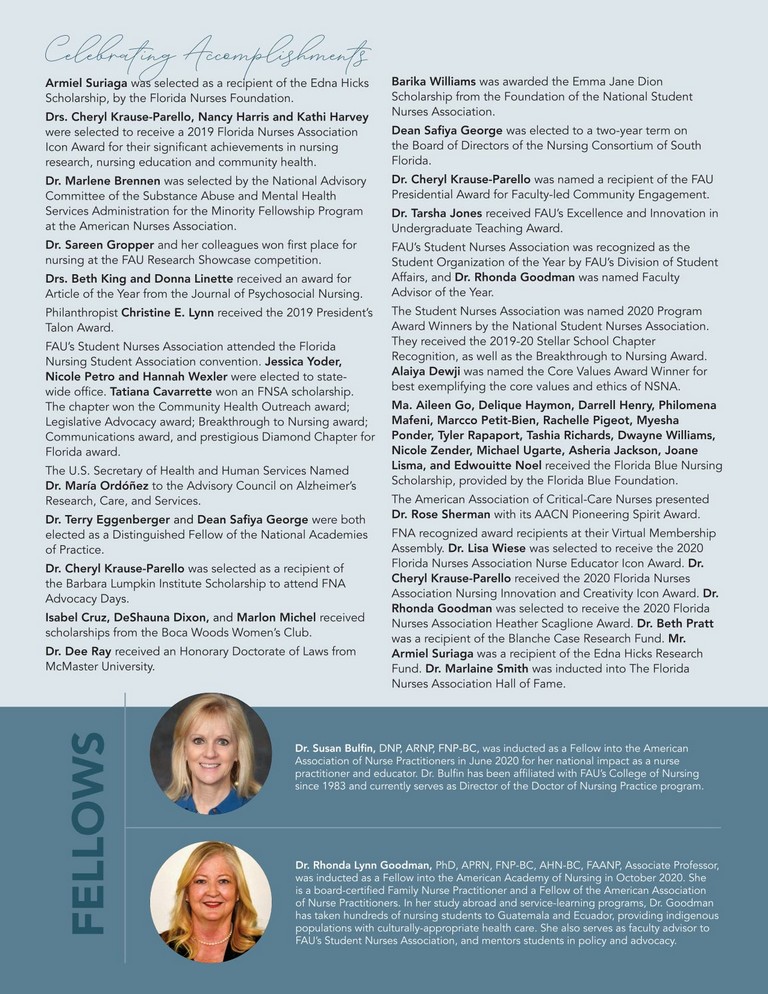 Celebrating Accomplishments
Armiel Suriaga was selected as a recipient of the Edna Hicks
Scholarship, by the Florida Nurses Foundation.
Drs. Cheryl Krause-Parello, Nancy Harris and Kathi Harvey
were selected to receive a 2019 Florida Nurses Association
Icon Award for their significant achievements in nursing
research, nursing education and community health.
Dr. Marlene Brennen was selected by the National Advisory
Committee of the Substance Abuse and Mental Health
Services Administration for the Minority Fellowship Program
at the American Nurses Association.
Dr. Sareen Gropper and her colleagues won first place for
nursing at the FAU Research Showcase competition.
Drs. Beth King and Donna Linette received an award for
Article of the Year from the Journal of Psychosocial Nursing.
Philanthropist Christine E. Lynn received the 2019 President's
Talon Award.
FAU's Student Nurses Association attended the Florida
Nursing Student Association convention. Jessica Yoder,
Nicole Petro and Hannah Wexler were elected to state-
wide office. Tatiana Cavarrette won an FNSA scholarship.
The chapter won the Community Health Outreach award;
Legislative Advocacy award; Breakthrough to Nursing award;
Communications award, and prestigious Diamond Chapter for
Florida award.
The U.S. Secretary of Health and Human Services Named
Dr. María Ordóñez to the Advisory Council on Alzheimer's
Research, Care, and Services.
Dr. Terry Eggenberger and Dean Safiya George were both
elected as a Distinguished Fellow of the National Academies
of Practice.
Dr. Cheryl Krause-Parello was selected as a recipient of
the Barbara Lumpkin Institute Scholarship to attend FNA
Advocacy Days.
Isabel Cruz, DeShauna Dixon, and Marlon Michel received
scholarships from the Boca Woods Women's Club.
Dr. Dee Ray received an Honorary Doctorate of Laws from
McMaster University.
Barika Williams was awarded the Emma Jane Dion
Scholarship from the Foundation of the National Student
Nurses Association.
Dean Safiya George was elected to a two-year term on
the Board of Directors of the Nursing Consortium of South
Florida.
Dr. Cheryl Krause-Parello was named a recipient of the FAU
Presidential Award for Faculty-led Community Engagement.
Dr. Tarsha Jones received FAU's Excellence and Innovation in
Undergraduate Teaching Award.
FAU's Student Nurses Association was recognized as the
Student Organization of the Year by FAU's Division of Student
Affairs, and Dr. Rhonda Goodman was named Faculty
Advisor of the Year.
The Student Nurses Association was named 2020 Program
Award Winners by the National Student Nurses Association.
They received the 2019-20 Stellar School Chapter
Recognition, as well as the Breakthrough to Nursing Award.
Alaiya Dewji was named the Core Values Award Winner for
best exemplifying the core values and ethics of NSNA.
Ma. Aileen Go, Delique Haymon, Darrell Henry, Philomena
Mafeni, Marcco Petit-Bien, Rachelle Pigeot, Myesha
Ponder, Tyler Rapaport, Tashia Richards, Dwayne Williams,
Nicole Zender, Michael Ugarte, Asheria Jackson, Joane
Lisma, and Edwouitte Noel received the Florida Blue Nursing
Scholarship, provided by the Florida Blue Foundation.
The American Association of Critical-Care Nurses presented
Dr. Rose Sherman with its AACN Pioneering Spirit Award.
FNA recognized award recipients at their Virtual Membership
Assembly. Dr. Lisa Wiese was selected to receive the 2020
Florida Nurses Association Nurse Educator Icon Award. Dr.
Cheryl Krause-Parello received the 2020 Florida Nurses
Association Nursing Innovation and Creativity Icon Award. Dr.
Rhonda Goodman was selected to receive the 2020 Florida
Nurses Association Heather Scaglione Award. Dr. Beth Pratt
was a recipient of the Blanche Case Research Fund. Mr.
Armiel Suriaga was a recipient of the Edna Hicks Research
Fund. Dr. Marlaine Smith was inducted into The Florida
Nurses Association Hall of Fame.
FELLOWS
Dr. Susan Bulfin, DNP, ARNP, FNP-BC, was inducted as a Fellow into the American
Association of Nurse Practitioners in June 2020 for her national impact as a nurse
practitioner and educator. Dr. Bulfin has been affiliated with FAU's College of Nursing
since 1983 and currently serves as Director of the Doctor of Nursing Practice program.
Dr. Rhonda Lynn Goodman, PhD, APRN, FNP-BC, AHN-BC, FAANP, Associate Professor,
was inducted as a Fellow into the American Academy of Nursing in October 2020. She
is a board-certified Family Nurse Practitioner and a Fellow of the American Association
of Nurse Practitioners. In her study abroad and service-learning programs, Dr. Goodman
has taken hundreds of nursing students to Guatemala and Ecuador, providing indigenous
populations with culturally-appropriate health care. She also serves as faculty advisor to
FAU's Student Nurses Association, and mentors students in policy and advocacy.